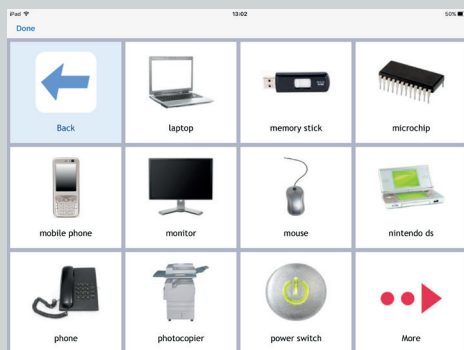 iPad 13:02 50%
Done
Back laptop memory stick microchip
mobile phone monitor mouse nintendo ds
phone photocopier power switch More